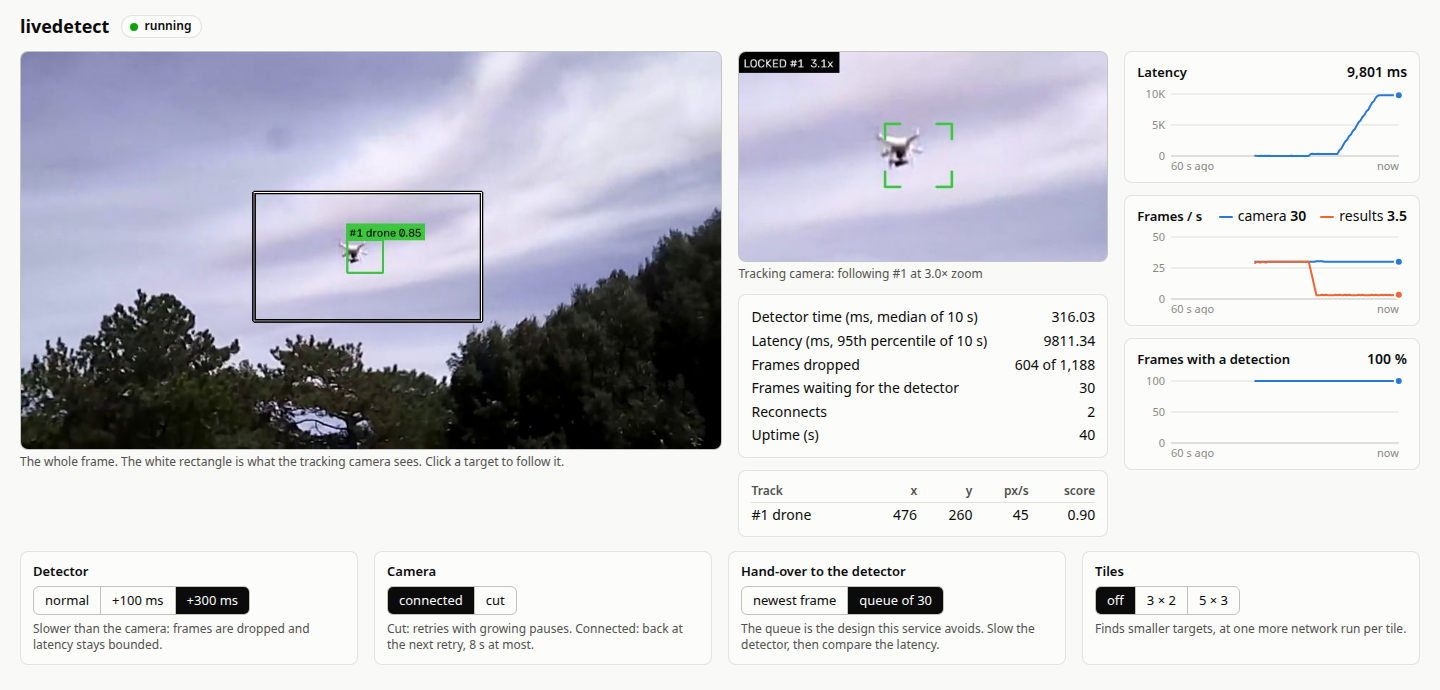 livedetect
running
#1 drone 0.85
The whole frame. The white rectangle is what the tracking camera sees. Click a target to follow it.
LOCKED #1 3.1x
Tracking camera: following #1 at 3.0× zoom
Detector time (ms, median of 10 s) 316.03
Latency (ms, 95th percentile of 10 s) 9811.34
Frames dropped 604 of 1,188
Frames waiting for the detector 30
Reconnects 2
Uptime (s) 40
Track x y px/s score
#1 drone 476 260 45 0.90
Latency 9,801 ms
10K
5K
0
60 s ago now
Frames / s camera 30 results 3.5
50
25
0
60 s ago now
Frames with a detection 100 %
100
50
0
60 s ago now
Detector
normal +100 ms +300 ms
Slower than the camera: frames are dropped and
latency stays bounded.
Camera
connected cut
Cut: retries with growing pauses. Connected: back at
the next retry, 8 s at most.
Hand-over to the detector
newest frame queue of 30
The queue is the design this service avoids. Slow the
detector, then compare the latency.
Tiles
off 3 × 2 5 × 3
Finds smaller targets, at one more network run per tile.